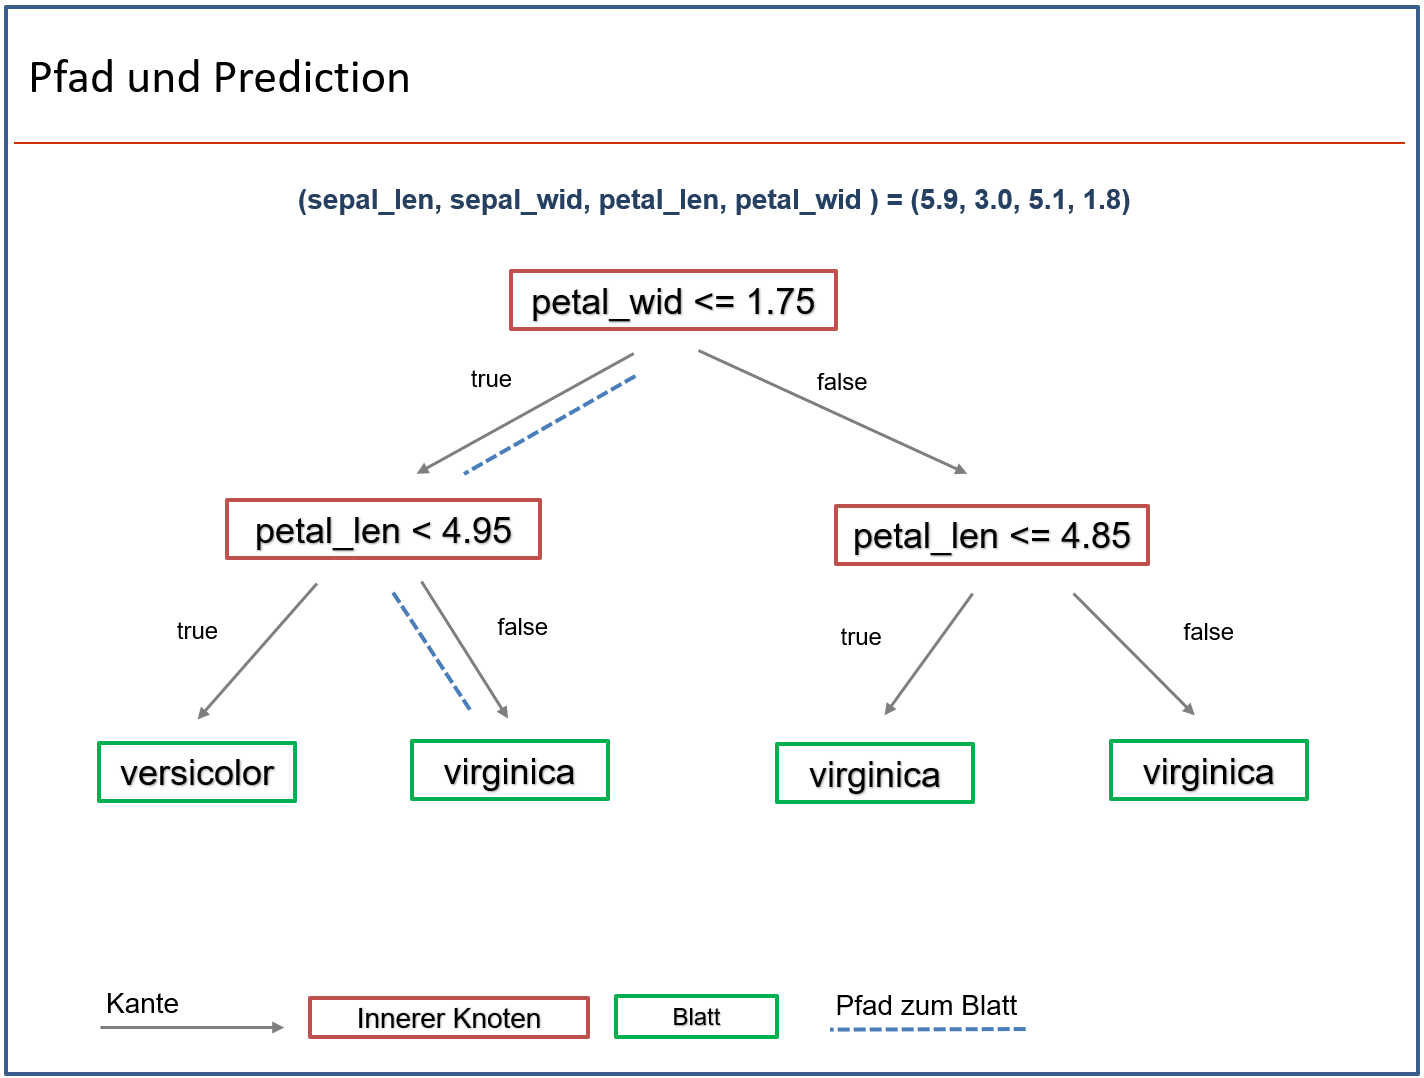 Pfad und Prediction
(sepal_len, sepal_wid, petal_len, petal_wid ) = (5.9, 3.0, 5.1, 1.8)
petal_wid <= 1.75
true
false
petal_len < 4.95
petal_len <= 4.85
true
false
true
false
versicolor
virginica
virginica
virginica
Kante
Innerer Knoten
Blatt
Pfad zum Blatt